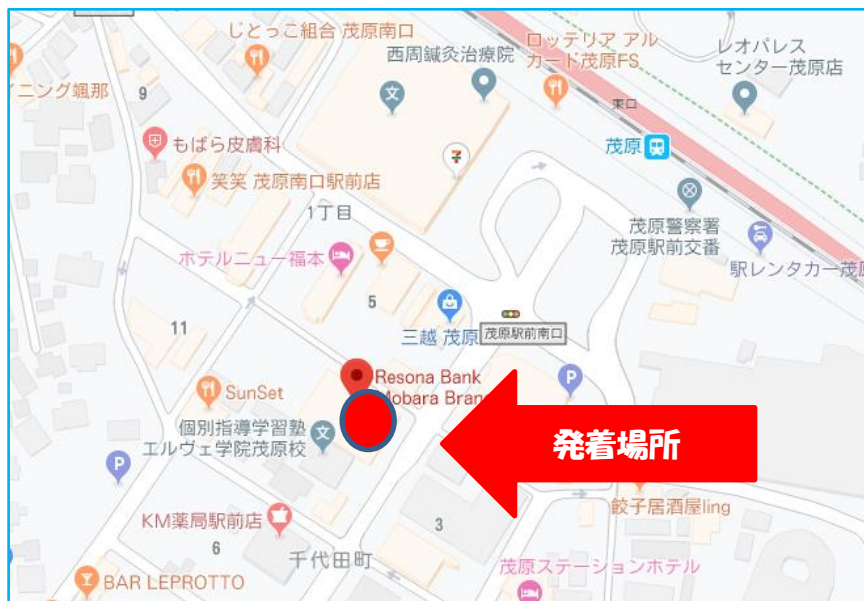 じとっこ組合 茂原南口
西周鍼灸治療院
ロッテリア アル
カード茂原FS
レオパレス
センター茂原店
ニング颯那
9
文
東口
もばら皮膚科
茂原
笑笑 茂原南口駅前店
1丁目
茂原警察署
茂原駅前交番
ホテルニュー福本
駅レンタカー茂原
5
11
三越 茂原
茂原駅前南口
Resona Bank
Mobara Bran
P
SunSet
発着場所
個別指導学習塾
エルヴェ学院茂原校
文
P
餃子居酒屋ling
KM薬局駅前店
3
6
千代田町
茂原ステーションホテル
BAR LEPROTTO